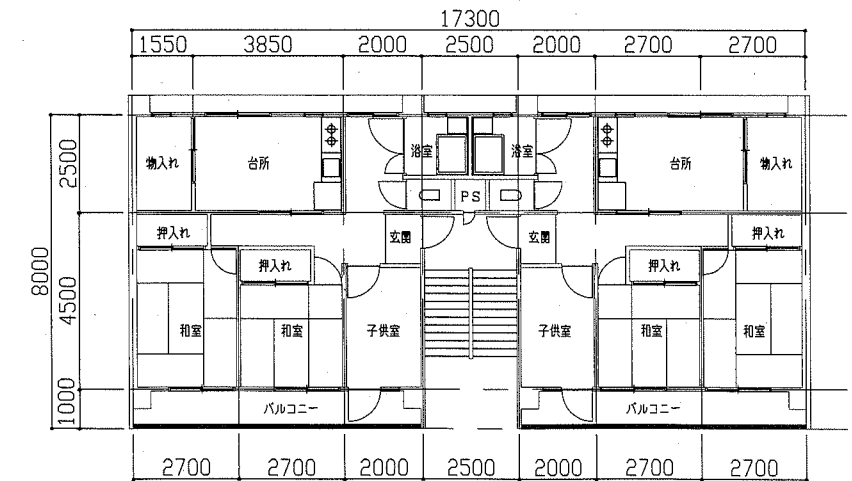 17300
1550 3850 2000 2500 2000 2700 2700
8000
2500
4500
1000
物入れ 台所 浴室 浴室 台所 物入れ
PS
押入れ 玄関 玄関 押入れ
押入れ 押入れ
和室 和室 子供室 子供室 和室 和室
バルコニー バルコニー
2700 2700 2000 2500 2000 2700 2700